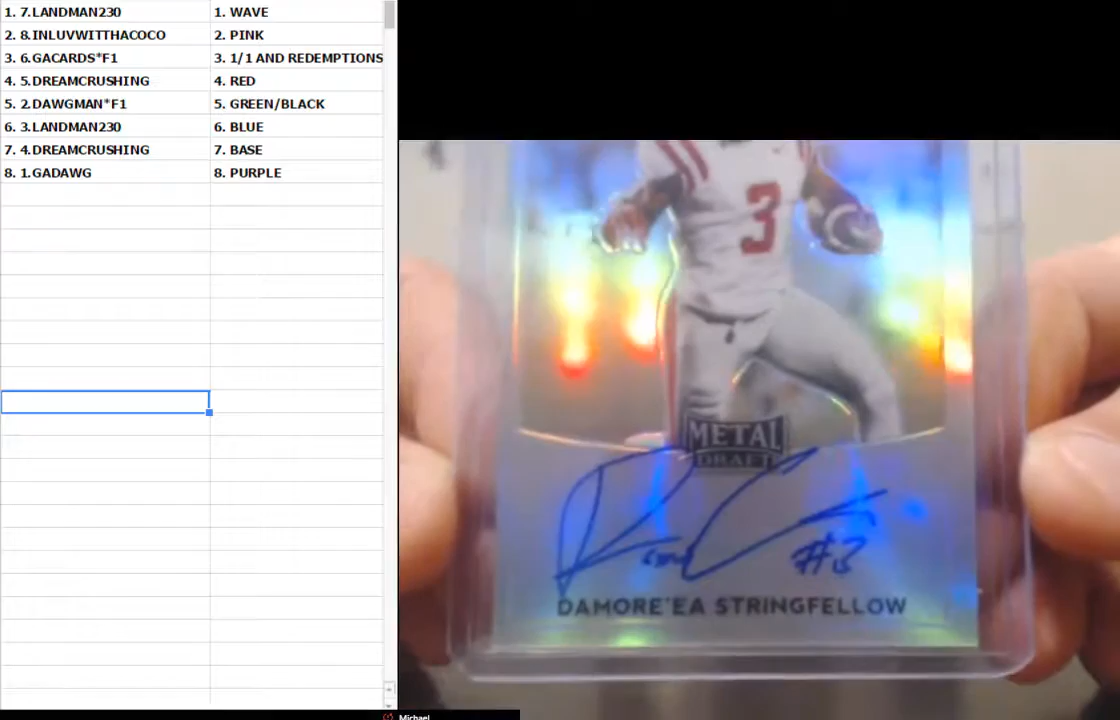 1. 7.LANDMAN230 1. WAVE
2. 8.INLUVWITTHACOCO 2. PINK
3. 6.GACARDS*F1 3. 1/1 AND REDEMPTIONS
4. 5.DREAMCRUSHING 4. RED
5. 2.DAWGMAN*F1 5. GREEN/BLACK
6. 3.LANDMAN230 6. BLUE
7. 4.DREAMCRUSHING 7. BASE
8. 1.GADAWG 8. PURPLE
3
METAL
DRAFT
#3
DAMORE'EA STRINGFELLOW
Michael